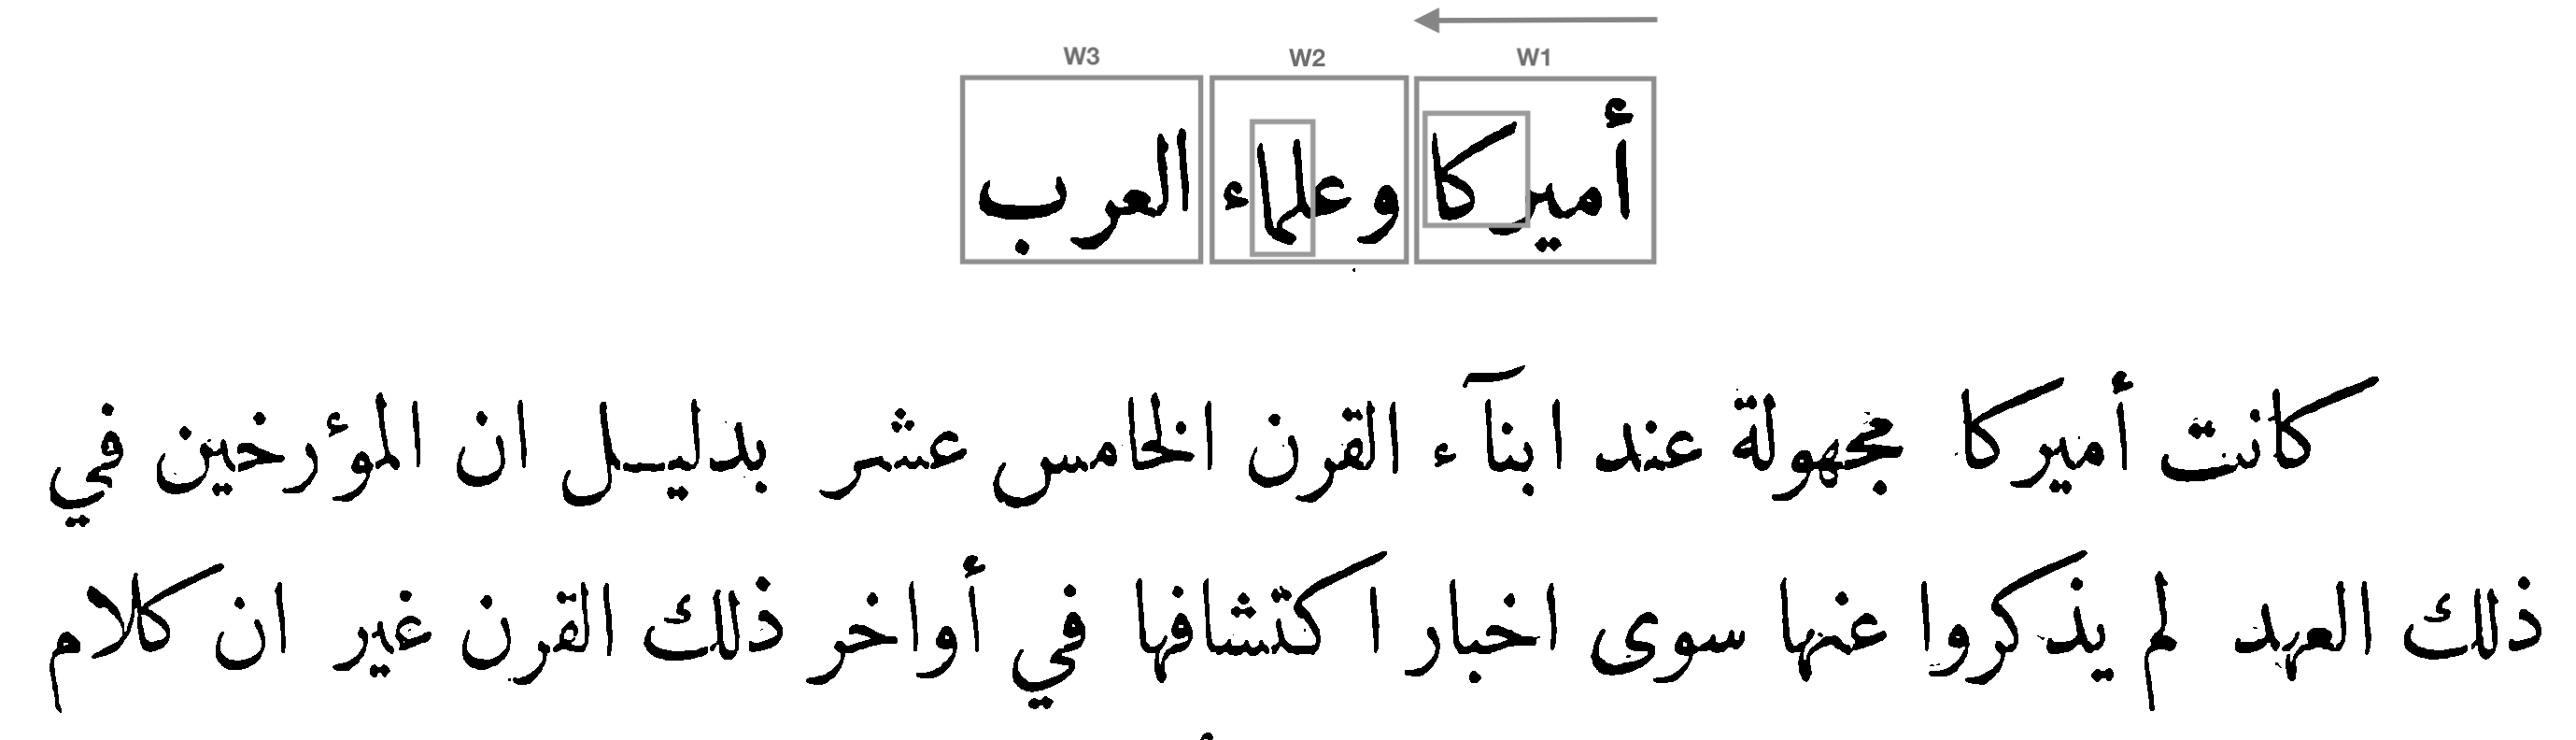 W3 W2 W1
أميركا وعلماء العرب
كانت أميركا مجهولة عند ابنآء القرن الخامس عشر بدليل ان المؤرخين في
ذلك العهد لم يذكروا عنها سوى اخبار اكتشافها في أواخر ذلك القرن غير ان كلام